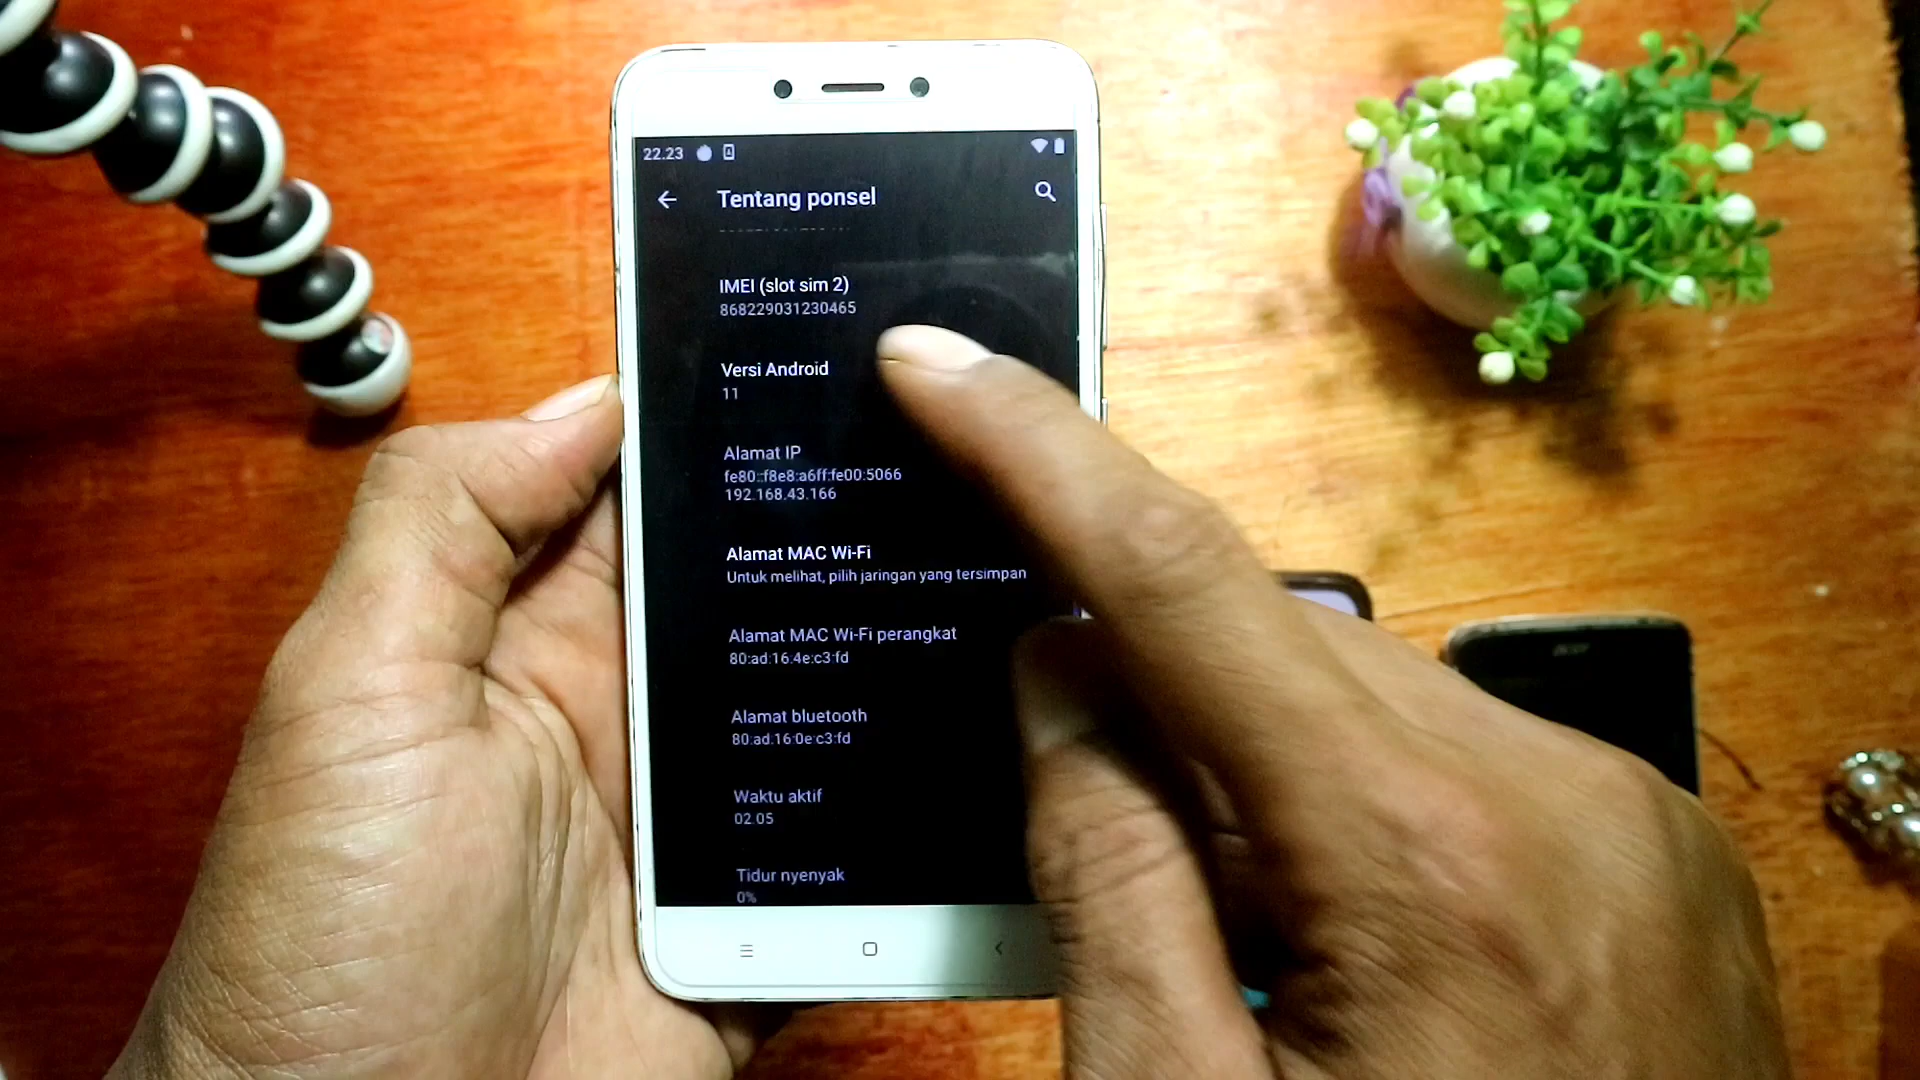 22.23
Tentang ponsel
IMEI (slot sim 2)
868229031230465
Versi Android
11
Alamat IP
fe80::f8e8:a6ff:fe00:5066
192.168.43.166
Alamat MAC Wi-Fi
Untuk melihat, pilih jaringan yang tersimpan
Alamat MAC Wi-Fi perangkat
80:ad:16:4e:c3:fd
Alamat bluetooth
80:ad:16:0e:c3:fd
Waktu aktif
02.05
Tidur nyenyak
0%
acer